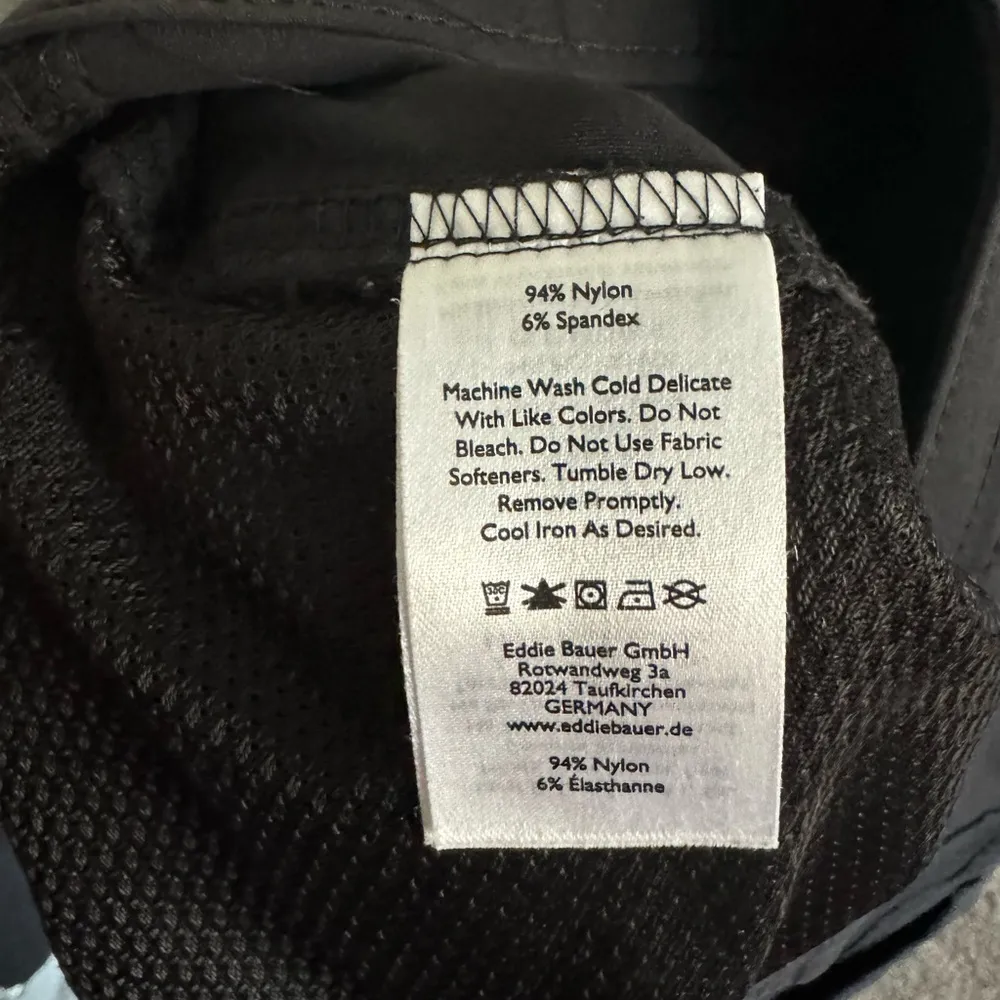 94% Nylon
6% Spandex
Machine Wash Cold Delicate
With Like Colors. Do Not
Bleach. Do Not Use Fabric
Softeners. Tumble Dry Low.
Remove Promptly.
Cool Iron As Desired.
30C
Eddie Bauer GmbH
Rotwandweg 3a
82024 Taufkirchen
GERMANY
www.eddiebauer.de
94% Nylon
6% Élasthanne